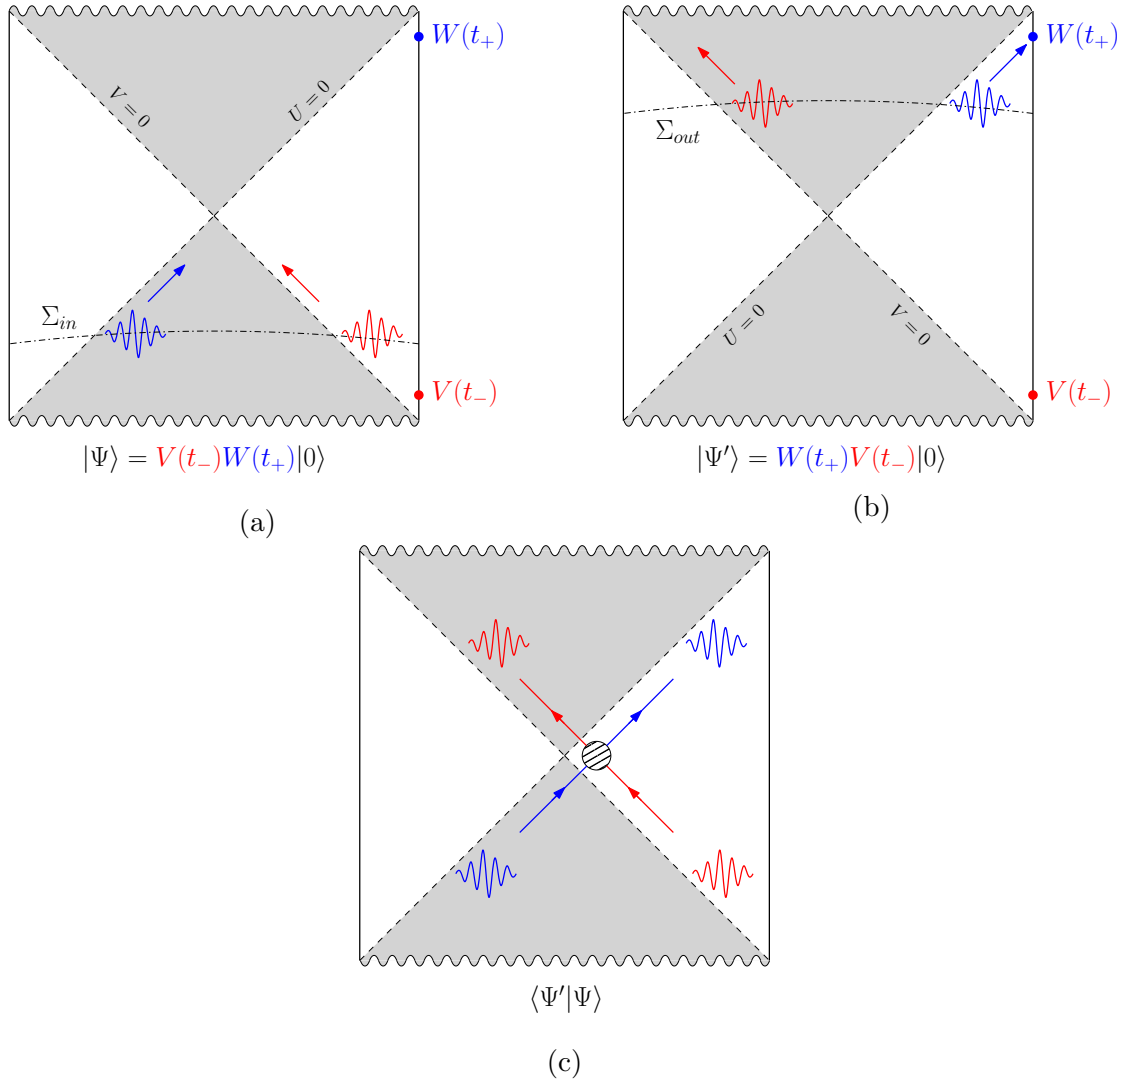 W(t₊)
V = 0
U = 0
Σ_in
V(t₋)
|Ψ⟩ = V(t₋)W(t₊)|0⟩
(a)
W(t₊)
Σ_out
U = 0
V = 0
V(t₋)
|Ψ′⟩ = W(t₊)V(t₋)|0⟩
(b)
⟨Ψ′|Ψ⟩
(c)